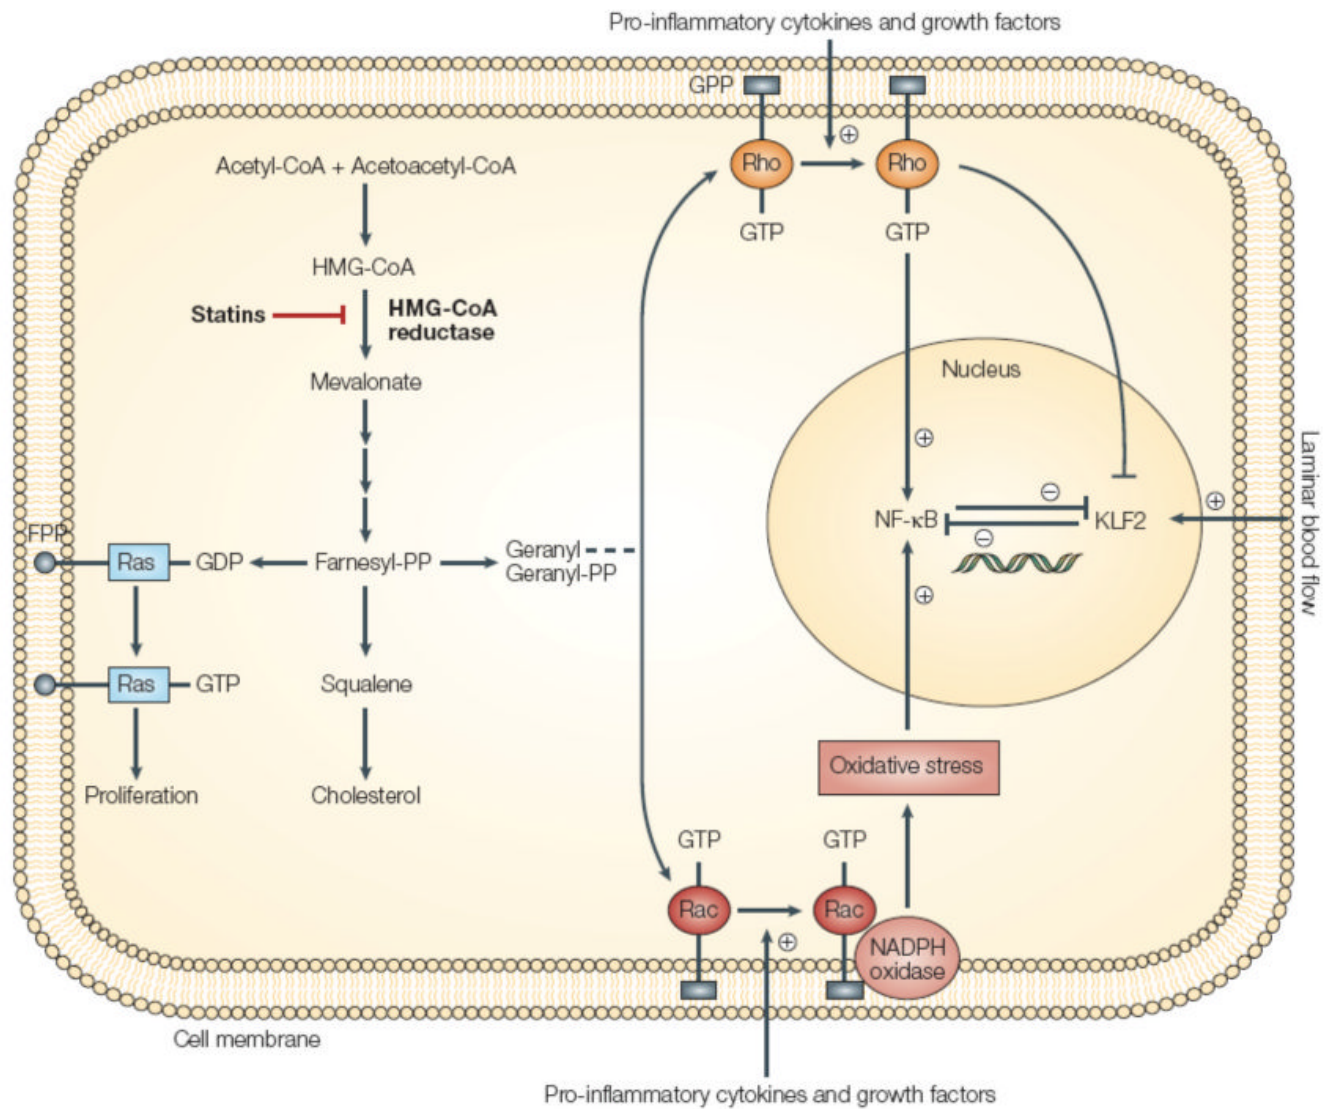 Pro-inflammatory cytokines and growth factors
GPP
Rho
Rho
GTP
GTP
Acetyl-CoA + Acetoacetyl-CoA
HMG-CoA
Statins
HMG-CoA
reductase
Mevalonate
FPP
Ras
GDP
Farnesyl-PP
Geranyl
Geranyl-PP
Ras
GTP
Squalene
Proliferation
Cholesterol
Nucleus
+
+
−
NF-κB
KLF2
−
+
+
Laminar blood flow
Oxidative stress
GTP
GTP
Rac
Rac
+
NADPH
oxidase
Cell membrane
Pro-inflammatory cytokines and growth factors